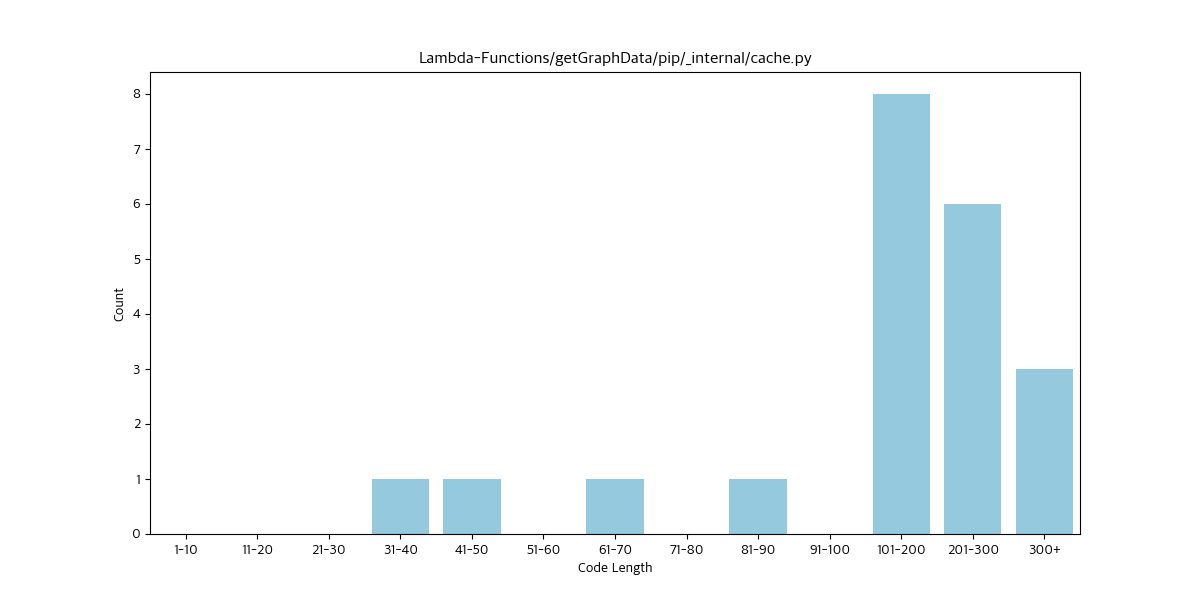 Lambda-Functions/getGraphData/pip/_internal/cache.py
8
7
6
5
4
3
2
1
0
Count
1-10 11-20 21-30 31-40 41-50 51-60 61-70 71-80 81-90 91-100 101-200 201-300 300+
Code Length